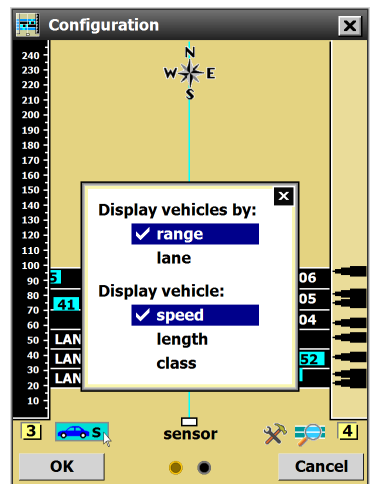 Configuration
240
230
220
210
200
190
180
170
160
150
140
130
120
110
100
90
80
70
60
50
40
30
20
10
N
W E
S
Display vehicles by:
range
lane
Display vehicle:
speed
length
class
5
06
41
05
04
LAN
LAN
52
LAN
3
S
sensor
4
OK
Cancel